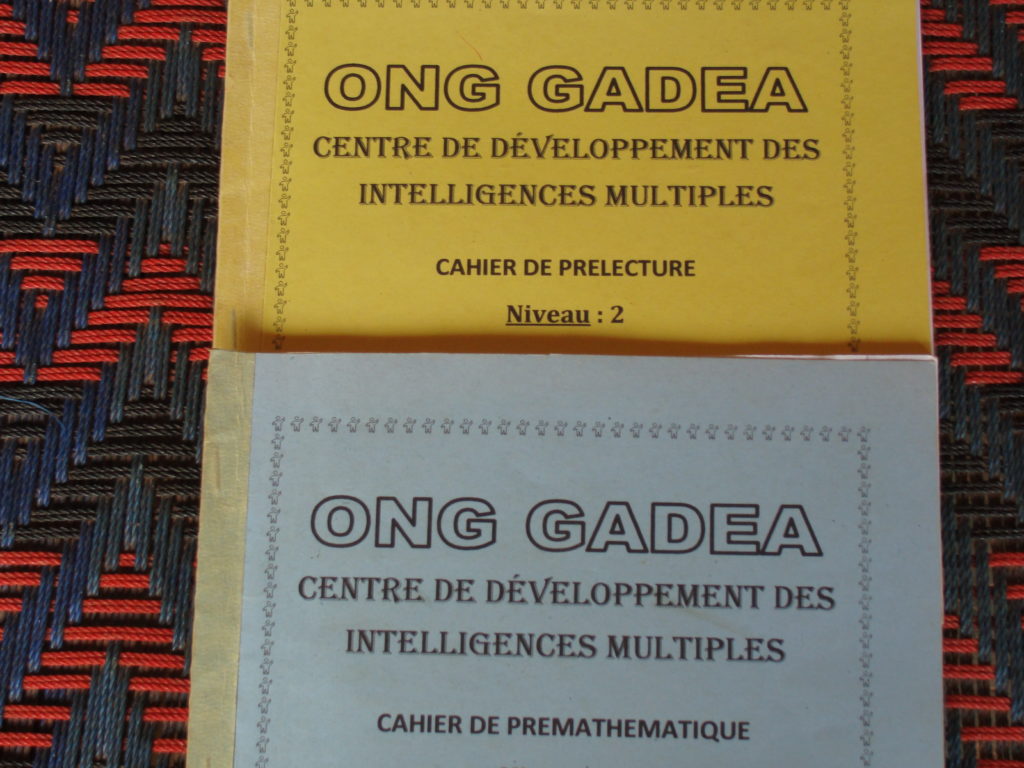 ONG GADEA
CENTRE DE DÉVELOPPEMENT DES
INTELLIGENCES MULTIPLES
CAHIER DE PRELECTURE
Niveau : 2
ONG GADEA
CENTRE DE DÉVELOPPEMENT DES
INTELLIGENCES MULTIPLES
CAHIER DE PREMATHEMATIQUE